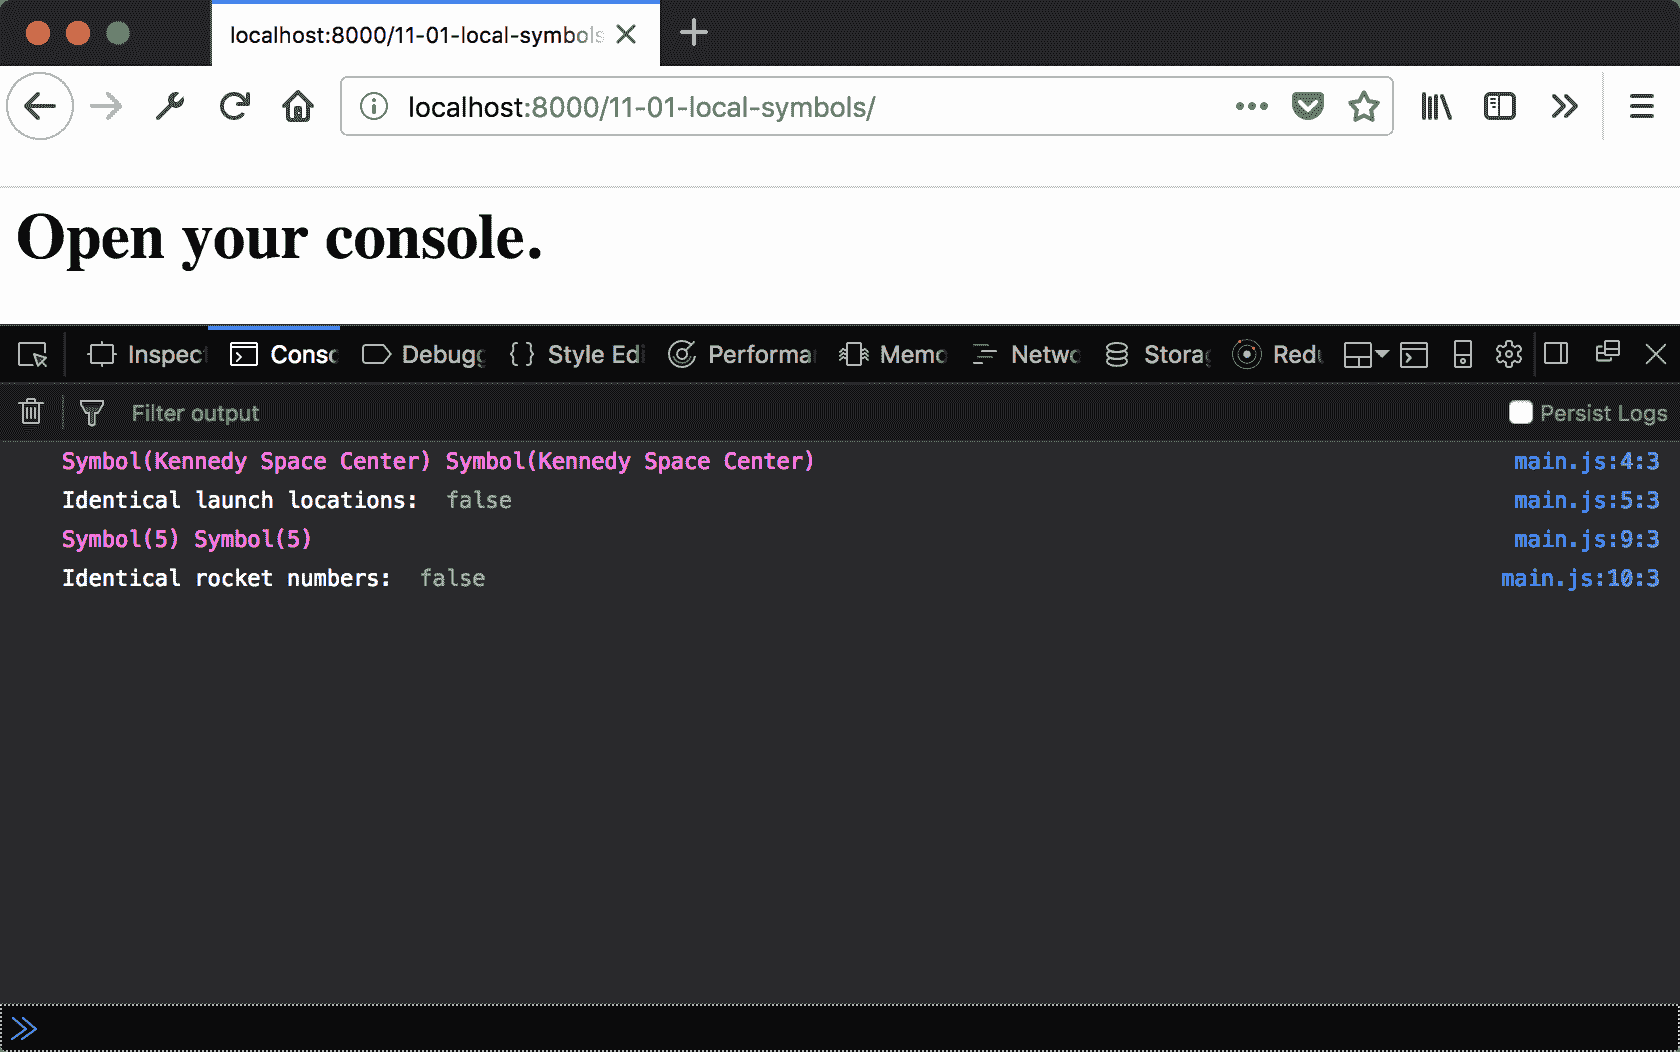 localhost:8000/11-01-local-symbols
localhost:8000/11-01-local-symbols/
Open your console.
Inspec Conso Debugg { } Style Edi Performa Memo Netwo Storag Redu
Filter output Persist Logs
Symbol(Kennedy Space Center) Symbol(Kennedy Space Center) main.js:4:3
Identical launch locations: false main.js:5:3
Symbol(5) Symbol(5) main.js:9:3
Identical rocket numbers: false main.js:10:3